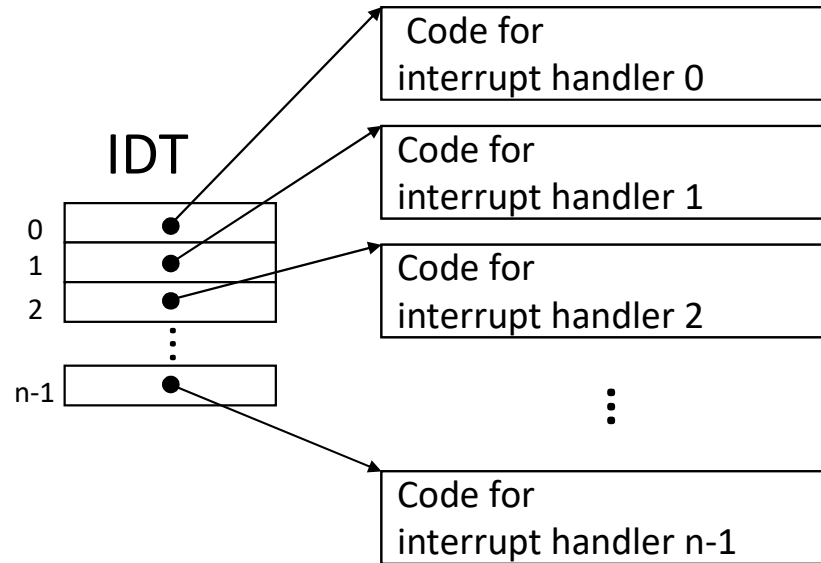 Code for
interrupt handler 0
IDT
Code for
interrupt handler 1
0
1
2
Code for
interrupt handler 2
n-1
Code for
interrupt handler n-1